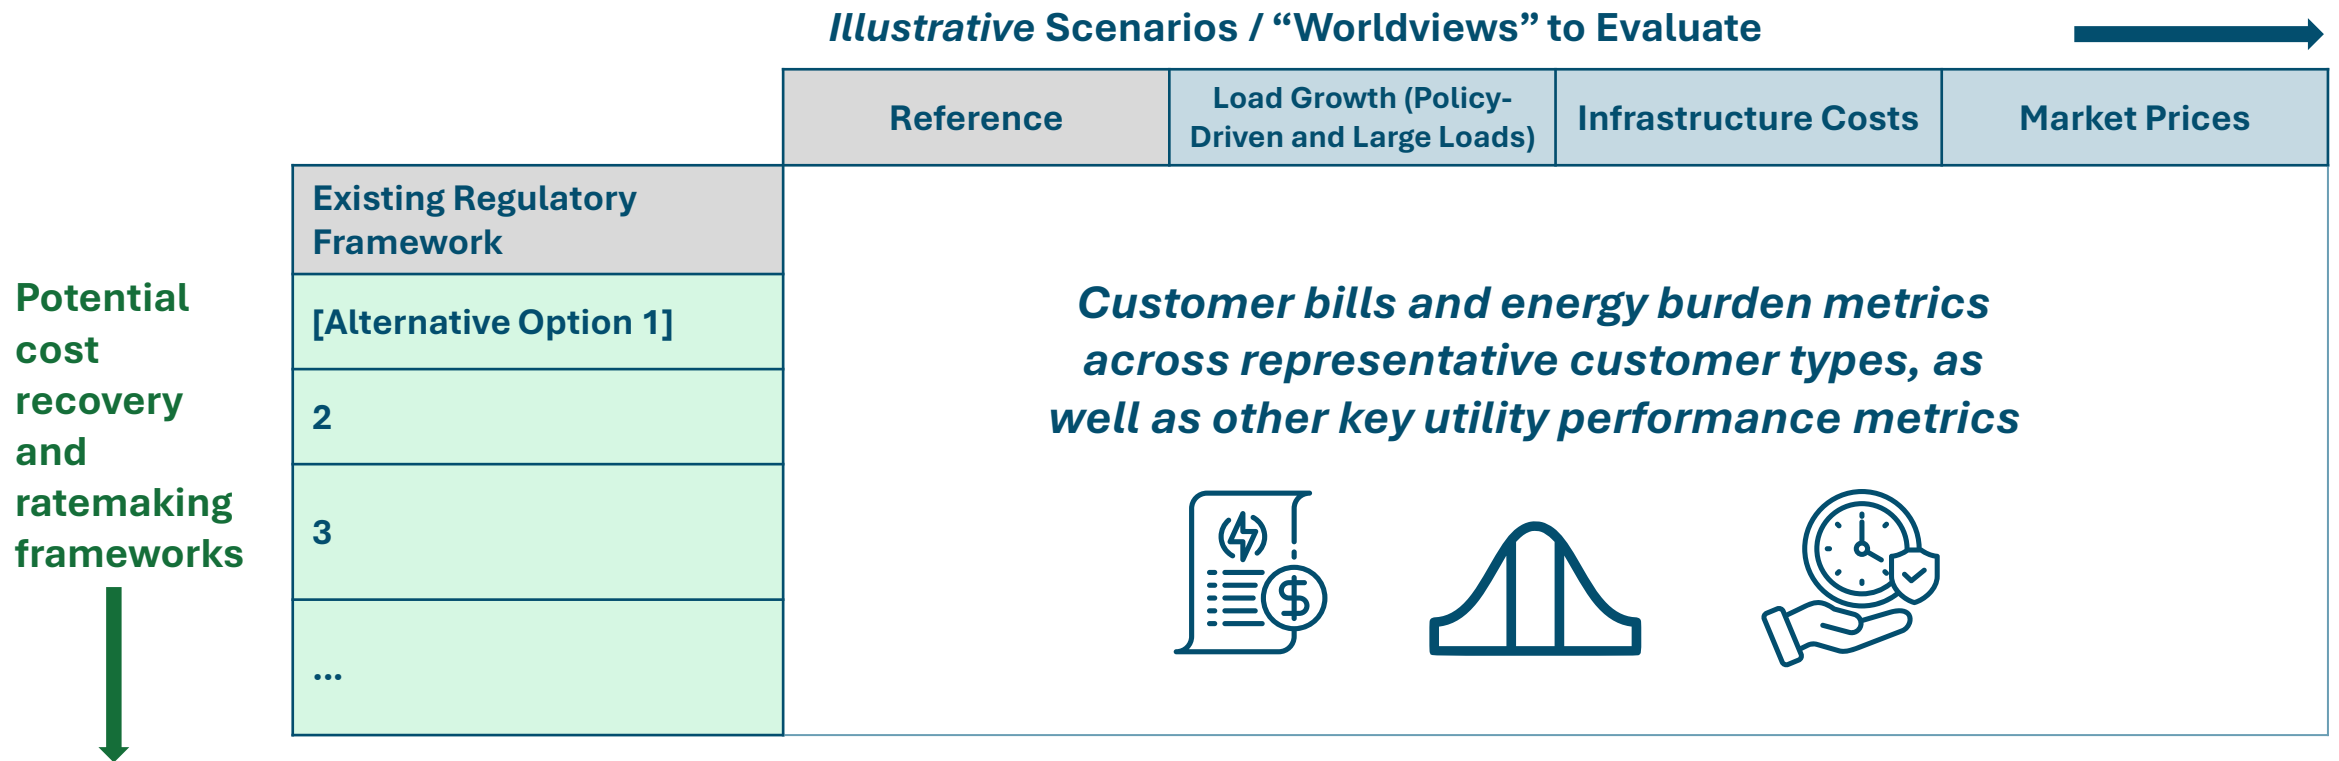 Illustrative Scenarios / “Worldviews” to Evaluate
Reference
Load Growth (Policy-
Driven and Large Loads)
Infrastructure Costs
Market Prices
Existing Regulatory
Framework
[Alternative Option 1]
2
3
...
Potential
cost
recovery
and
ratemaking
frameworks
Customer bills and energy burden metrics
across representative customer types, as
well as other key utility performance metrics
$